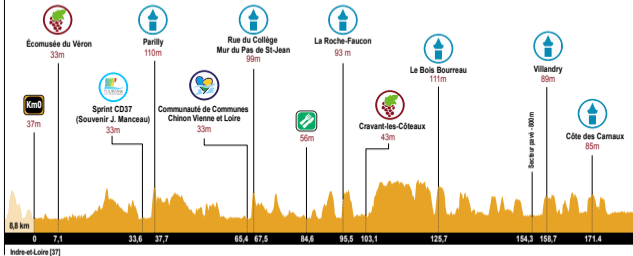 Écomusée du Véron
33m
Parilly
110m
Rue du Collège
Mur du Pas de St-Jean
99m
La Roche-Faucon
93 m
Le Bois Bourreau
111m
Villandry
89m
Km0
37m
Sprint CD37
(Souvenir J. Manceau)
33m
Communauté de Communes
Chinon Vienne et Loire
33m
56m
Cravant-les-Côteaux
43m
Secteur pavé - 800m
Côte des Carnaux
85m
8,8 km
0 7,1 33,6 37,7 65,4 67,5 84,6 95,5 103,1 125,7 154,3 158,7 171.4
Indre-et-Loire [37]